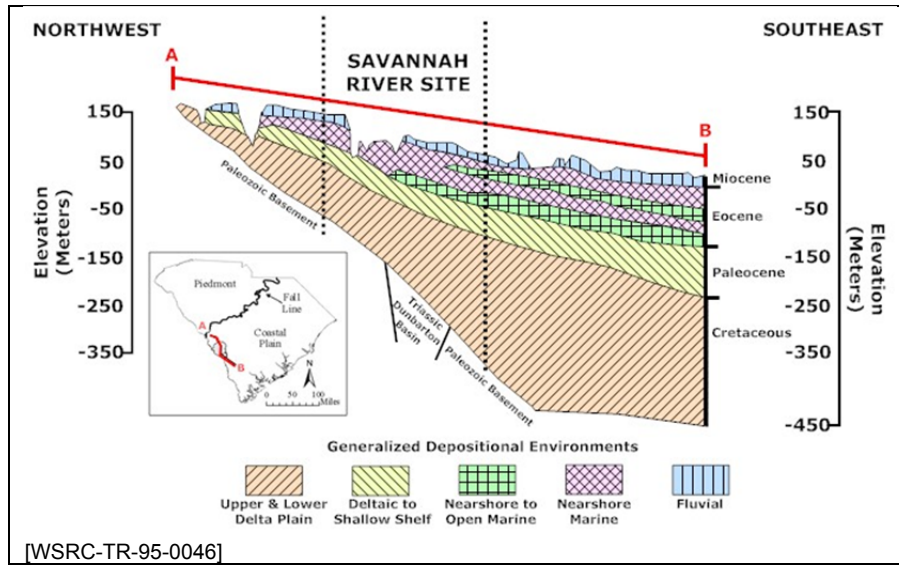 NORTHWEST
SOUTHEAST
SAVANNAH
RIVER SITE
A
B
150
50
-50
-150
-250
-350
Elevation
(Meters)
150
50
-50
-150
-250
-350
-450
Elevation
(Meters)
Miocene
Eocene
Paleocene
Cretaceous
Paleozoic Basement
Triassic
Dunbarton
Basin
Paleozoic Basement
Piedmont
Fall
Line
A
Coastal
Plain
B
N
0 50 100
Miles
Generalized Depositional Environments
Upper & Lower
Delta Plain
Deltaic to
Shallow Shelf
Nearshore to
Open Marine
Nearshore
Marine
Fluvial
[WSRC-TR-95-0046]